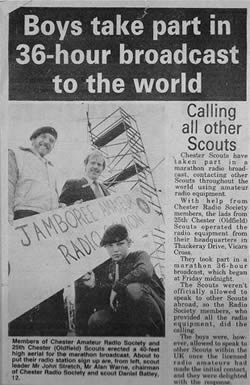 Boys take part in
36-hour broadcast
to the world
Calling
all other
Scouts
Chester Scouts have
taken part in a
marathon radio broad-
cast, contacting other
Scouts throughout the
world using amateur
radio equipment.
With help from
Chester Radio Society
members, the lads from
25th Chester (Oldfield)
Scouts operated the
radio equipment from
their headquarters in
Thackeray Drive, Vicars
Cross.
They took part in a
marathon 36-hour
broadcast, which began
at Friday midnight.
The Scouts weren't
officially allowed to
speak to other Scouts
abroad, so the Radio
Society members, who
provided all the radio
equipment, did the
calling.
The boys were, how-
ever, allowed to speak to
other Scouts within the
UK once the licensed
radio amateurs had
made the initial contact
and they were delighted
with the response.
JAMBOREE
RADIO
Members of Chester Amateur Radio Society and
25th Chester (Oldfield) Scouts erected a 40-feet
high aerial for the marathon broadcast. About to
put their radio station sign up are, from left, scout
leader Mr John Stretch, Mr Alan Warne, chairman
of Chester Radio Society and scout Daniel Battey,
12.